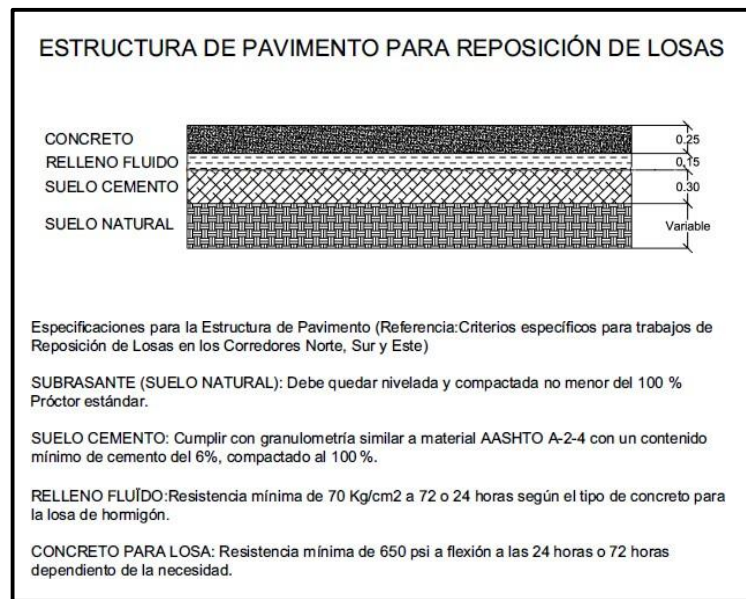 ESTRUCTURA DE PAVIMENTO PARA REPOSICIÓN DE LOSAS
CONCRETO
0.25
RELLENO FLUIDO
0.15
SUELO CEMENTO
0.30
SUELO NATURAL
Variable
Especificaciones para la Estructura de Pavimento (Referencia:Criterios específicos para trabajos de
Reposición de Losas en los Corredores Norte, Sur y Este)
SUBRASANTE (SUELO NATURAL): Debe quedar nivelada y compactada no menor del 100 %
Próctor estándar.
SUELO CEMENTO: Cumplir con granulometría similar a material AASHTO A-2-4 con un contenido
mínimo de cemento del 6%, compactado al 100 %.
RELLENO FLUÏDO:Resistencia mínima de 70 Kg/cm2 a 72 o 24 horas según el tipo de concreto para
la losa de hormigón.
CONCRETO PARA LOSA: Resistencia mínima de 650 psi a flexión a las 24 horas o 72 horas
dependiento de la necesidad.